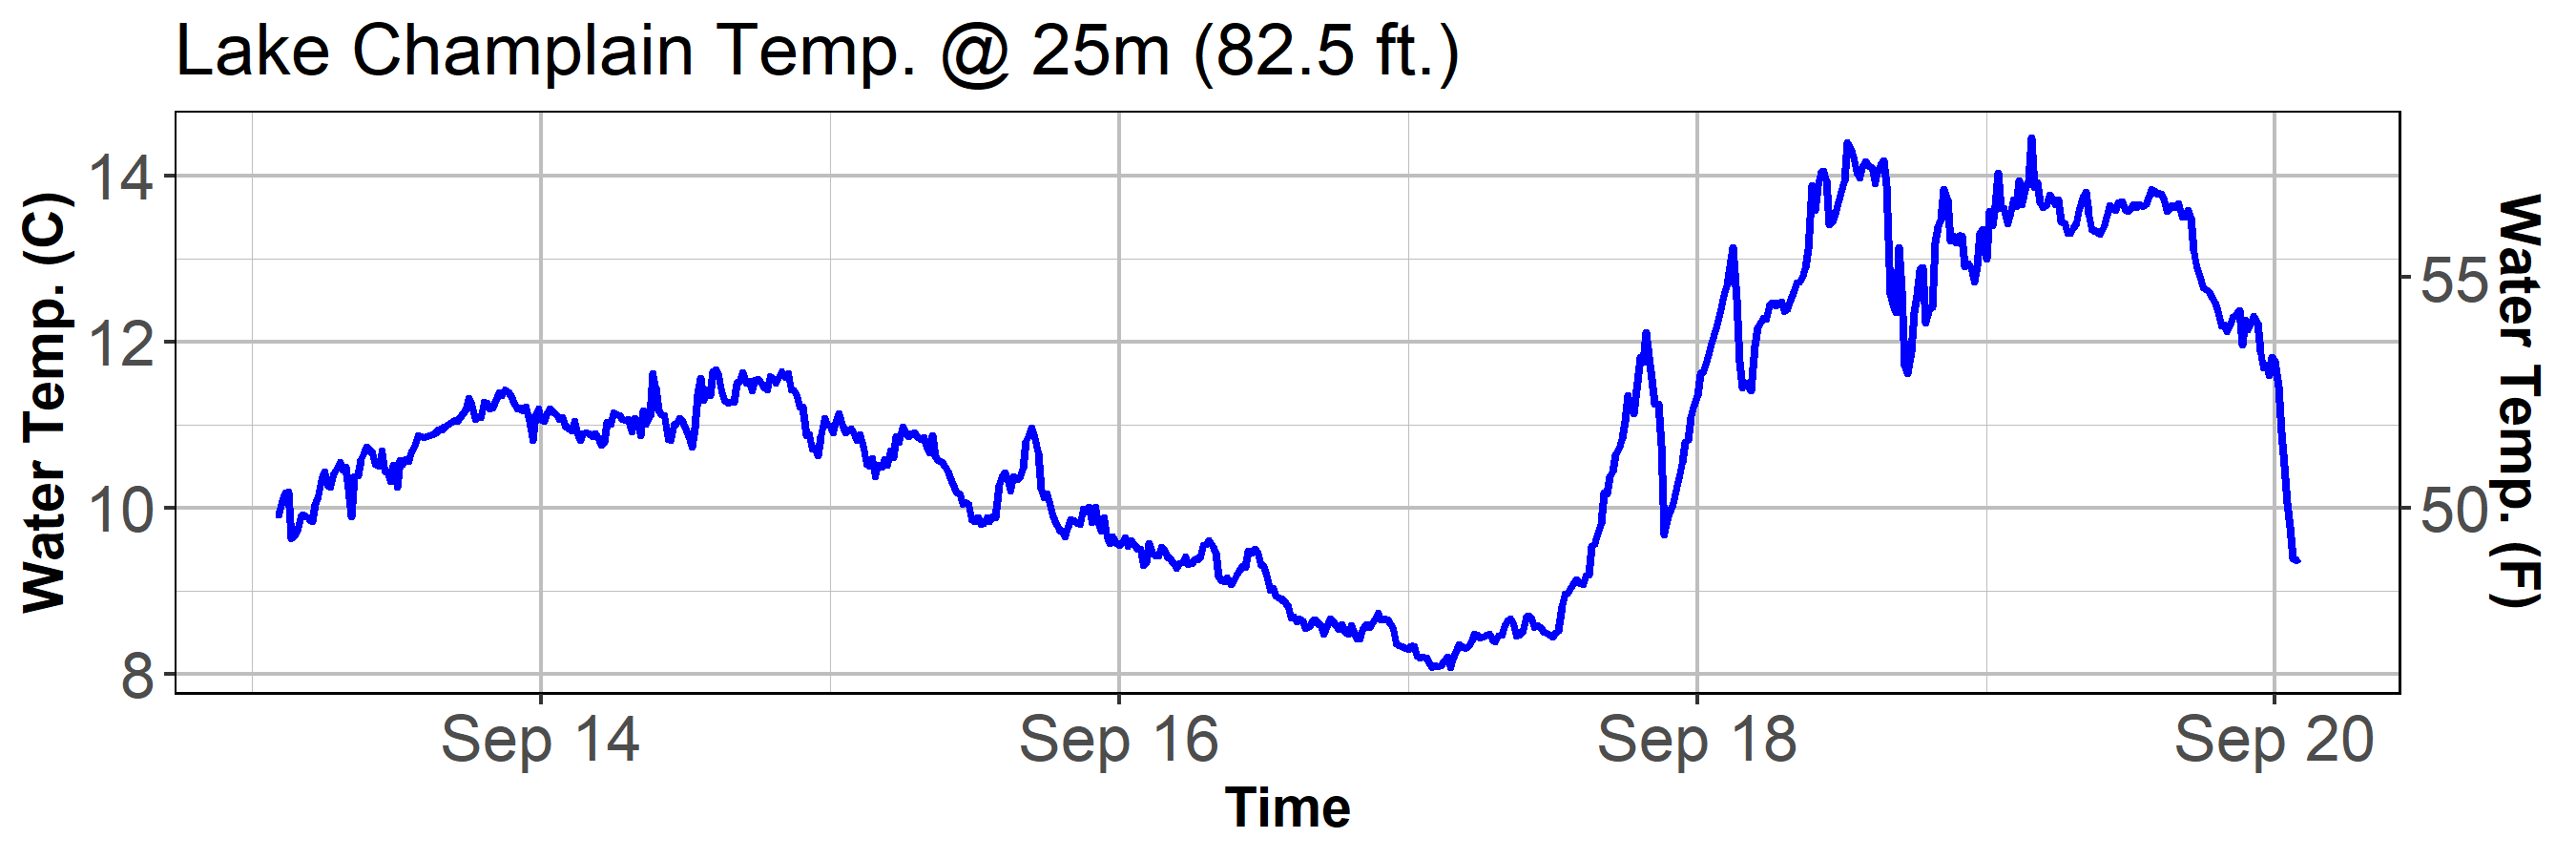 Lake Champlain Temp. @ 25m (82.5 ft.)
Water Temp. (C)
14
12
10
8
55
50
Water Temp. (F)
Sep 14
Sep 16
Sep 18
Sep 20
Time